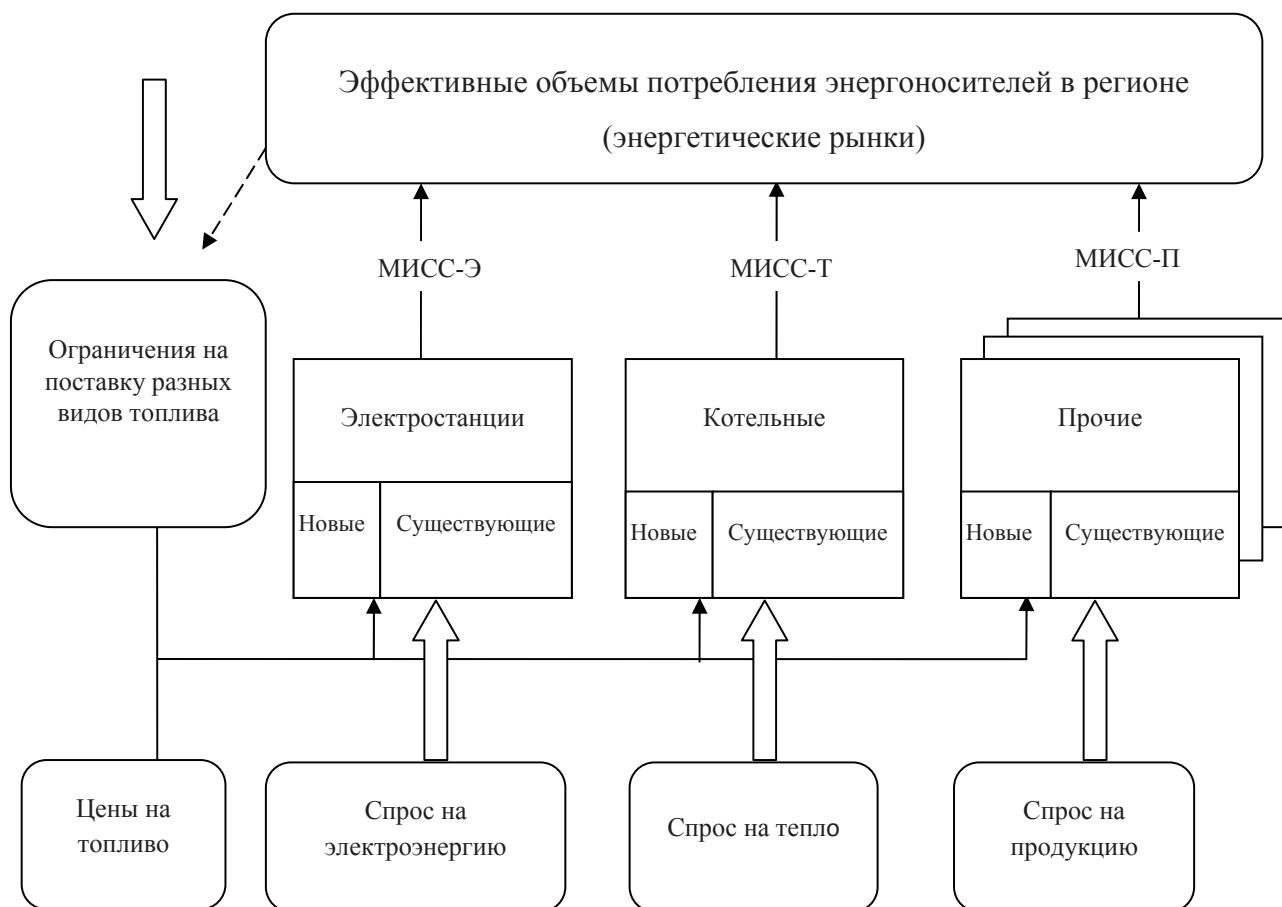 Эффективные объемы потребления энергоносителей в регионе
(энергетические рынки)
МИСС-Э
МИСС-Т
МИСС-П
Ограничения на
поставку разных
видов топлива
Электростанции
Котельные
Прочие
Новые
Существующие
Новые
Существующие
Новые
Существующие
Цены на
топливо
Спрос на
электроэнергию
Спрос на тепло
Спрос на
продукцию